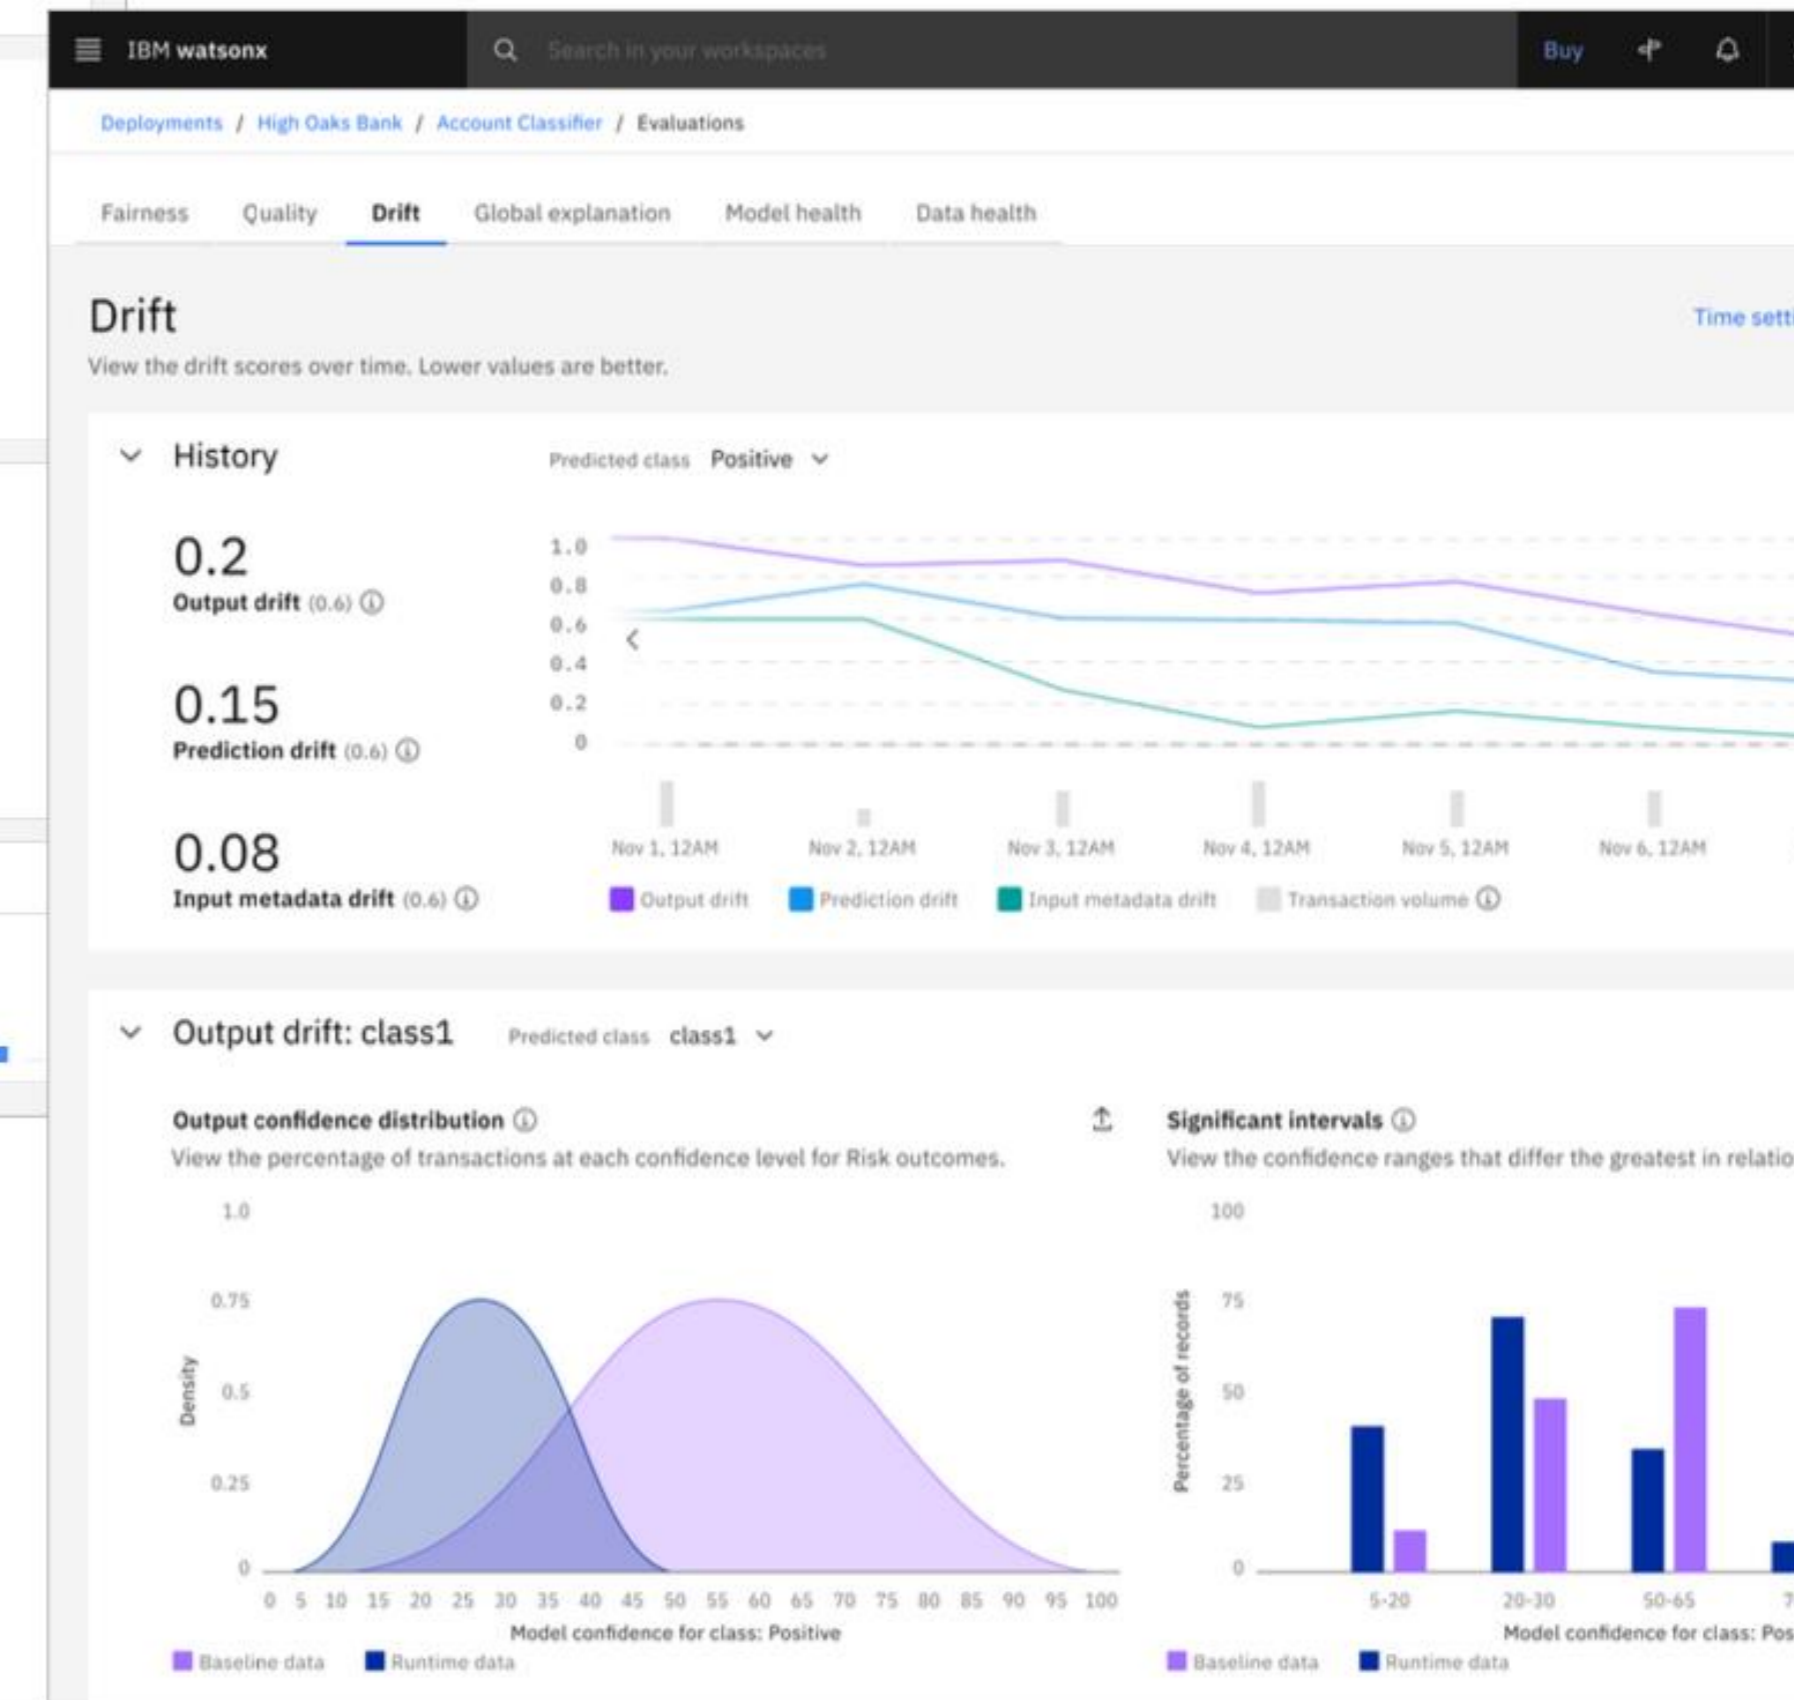 IBM watsonx
Search in your workspaces
Buy
Deployments / High Oaks Bank / Account Classifier / Evaluations
Fairness Quality Drift Global explanation Model health Data health
Drift
Time setti
View the drift scores over time. Lower values are better.
History
Predicted class Positive
0.2
Output drift (0.6)
0.15
Prediction drift (0.6)
0.08
Input metadata drift (0.6)
1.0
0.8
0.6
0.4
0.2
0
Nov 1, 12AM Nov 2, 12AM Nov 3, 12AM Nov 4, 12AM Nov 5, 12AM Nov 6, 12AM
Output drift Prediction drift Input metadata drift Transaction volume
Output drift: class1
Predicted class class1
Output confidence distribution
View the percentage of transactions at each confidence level for Risk outcomes.
1.0
0.75
0.5
0.25
0
Density
0 5 10 15 20 25 30 35 40 45 50 55 60 65 70 75 80 85 90 95 100
Model confidence for class: Positive
Baseline data Runtime data
Significant intervals
View the confidence ranges that differ the greatest in relatio
100
75
50
25
0
Percentage of records
5-20 20-30 50-65 7
Model confidence for class: Pos
Baseline data Runtime data